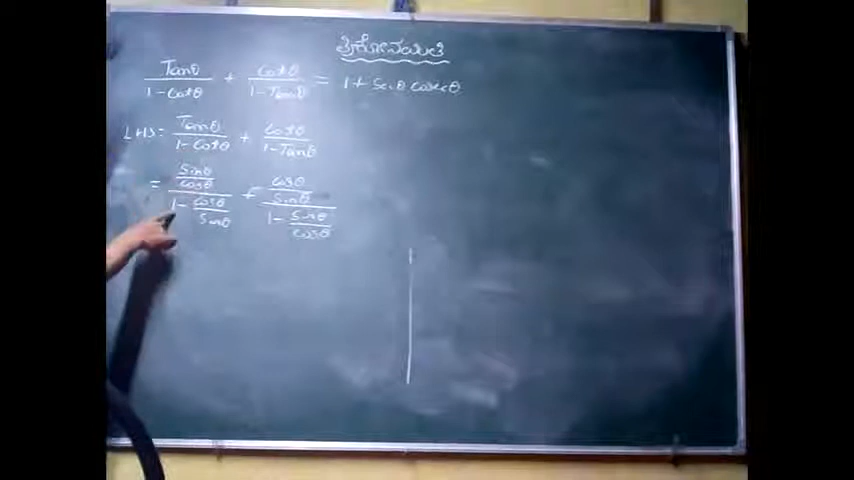 ತ್ರಿಕೋನಮಿತಿ
Tanθ/1-Cotθ + Cotθ/1-Tanθ = 1+ Secθ cosecθ
LHS= Tanθ/1-Cotθ + Cotθ/1-Tanθ
= Sinθ/cosθ/1-cosθ/Sinθ + cosθ/Sinθ/1-Sinθ/cosθ